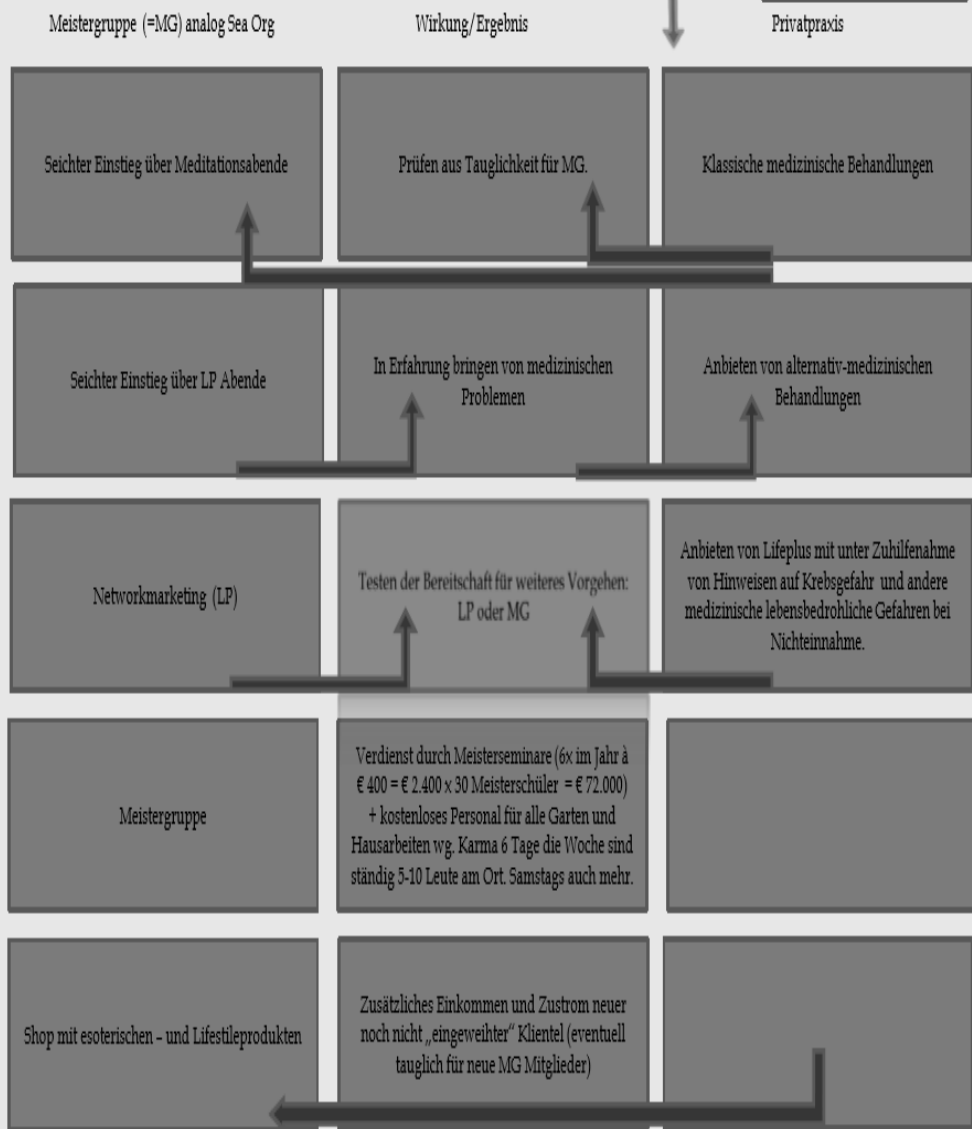 Meistergruppe (=MG) analog Sea Org
Wirkung/Ergebnis
Privatpraxis
Seichter Einstieg über Meditationsabende
Prüfen aus Tauglichkeit für MG.
Klassische medizinische Behandlungen
Seichter Einstieg über LP Abende
In Erfahrung bringen von medizinischen
Problemen
Anbieten von alternativ-medizinischen
Behandlungen
Networkmarketing (LP)
Testen der Bereitschaft für weiteres Vorgehen:
LP oder MG
Anbieten von Lifeplus mit unter Zuhilfenahme
von Hinweisen auf Krebsgefahr und andere
medizinische lebensbedrohliche Gefahren bei
Nichteinnahme.
Meistergruppe
Verdienst durch Meisterseminare (6x im Jahr à
€ 400 = € 2.400 x 30 Meisterschüler = € 72.000)
+ kostenloses Personal für alle Garten und
Hausarbeiten wg. Karma 6 Tage die Woche sind
ständig 5-10 Leute am Ort. Samstags auch mehr.
Shop mit esoterischen – und Lifestileprodukten
Zusätzliches Einkommen und Zustrom neuer
noch nicht „eingeweihter“ Klientel (eventuell
tauglich für neue MG Mitglieder)